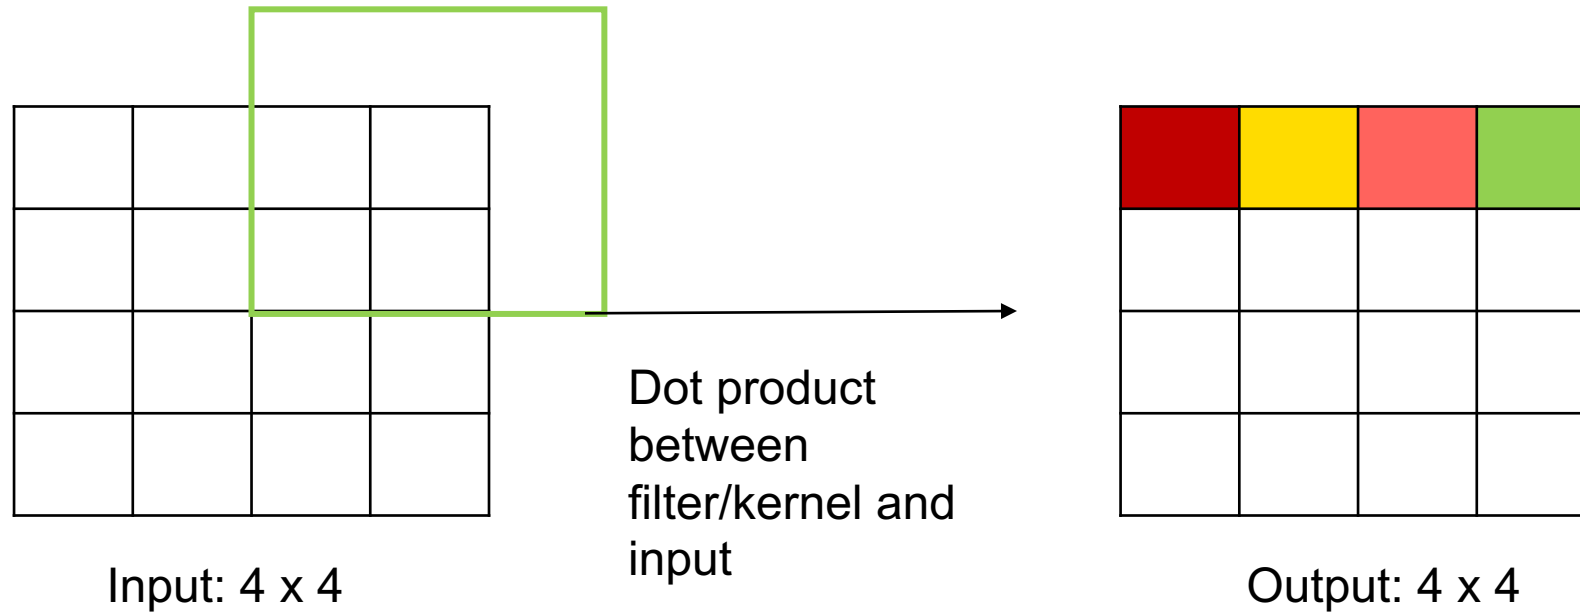 Dot product
between
filter/kernel and
input
Input: 4 x 4
Output: 4 x 4